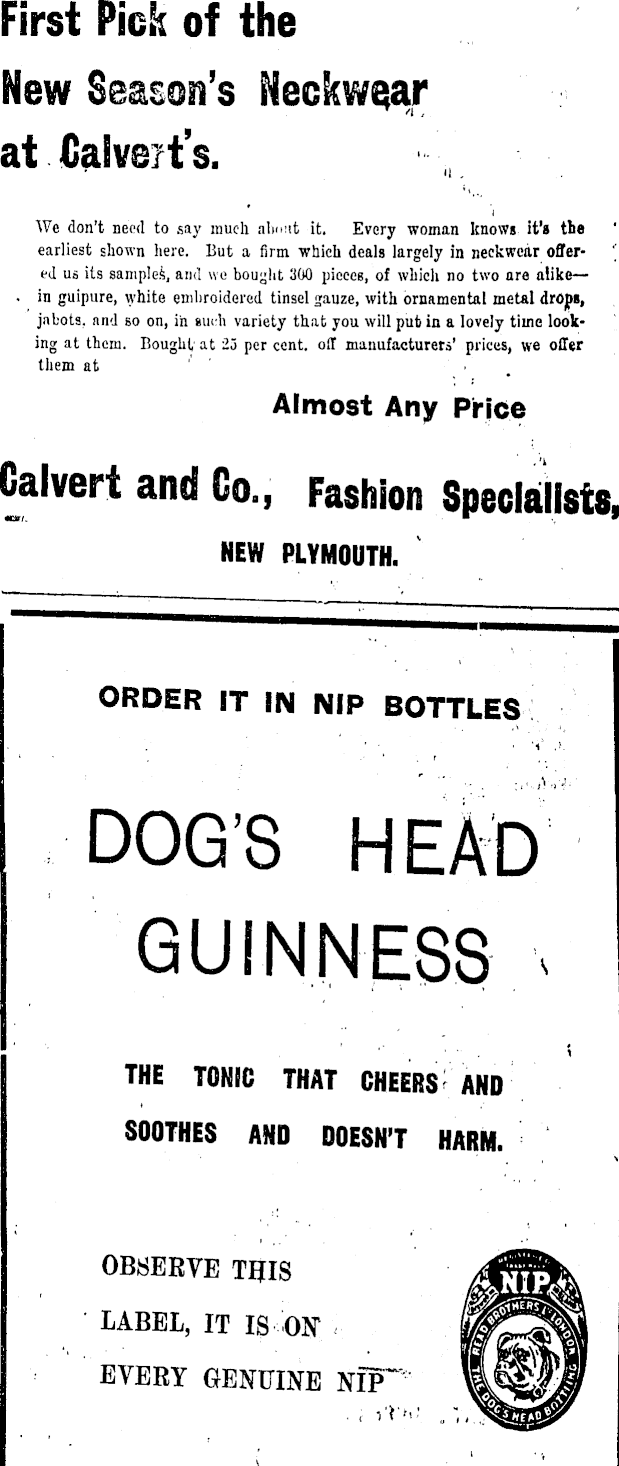 First Pick of the
New Season's Neckwear
at Calvert's.
We don't need to say much about it. Every woman knows it's the
earliest shown here. But a firm which deals largely in neckwear offer-
ed us its samples, and we bought 300 pieces, of which no two are alike—
in guipure, white embroidered tinsel gauze, with ornamental metal drops,
jabots, and so on, in such variety that you will put in a lovely time look-
ing at them. Bought at 25 per cent. off manufacturers' prices, we offer
them at
Almost Any Price
Calvert and Co., Fashion Specialists,
NEW PLYMOUTH.
ORDER IT IN NIP BOTTLES
DOG'S HEAD
GUINNESS
THE TONIC THAT CHEERS AND
SOOTHES AND DOESN'T HARM.
OBSERVE THIS
LABEL, IT IS ON
EVERY GENUINE NIP
NIP
READ BROTHERS LONDON
THE DOG'S HEAD BOTTLING